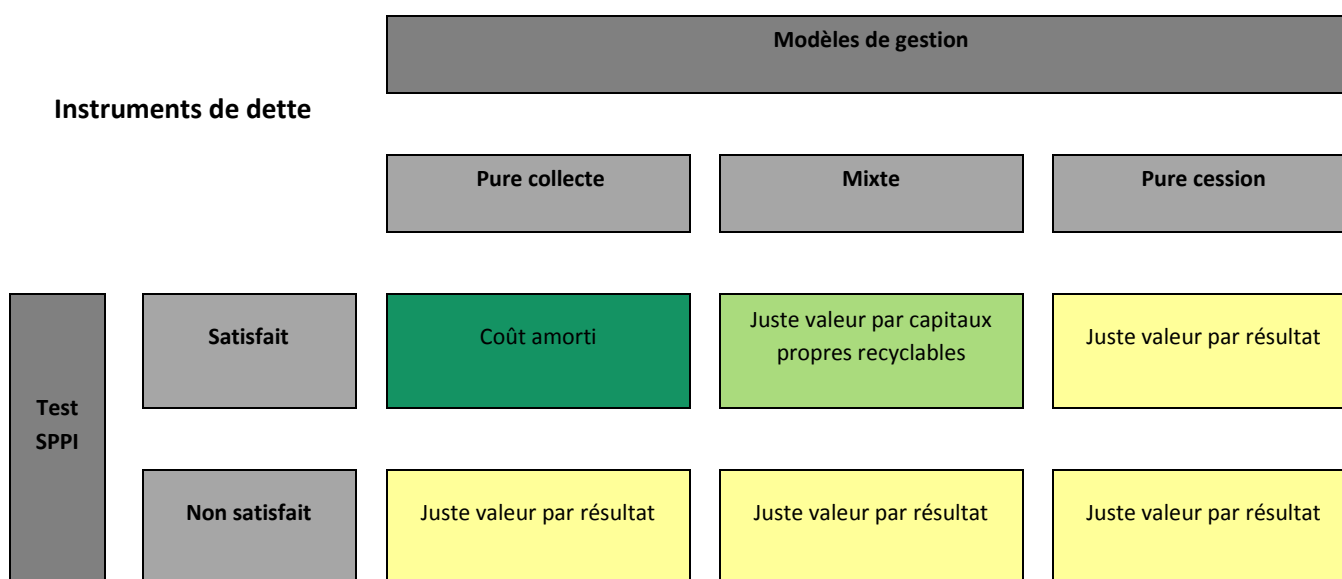 Modèles de gestion
Instruments de dette
Pure collecte
Mixte
Pure cession
Test
SPPI
Satisfait
Coût amorti
Juste valeur par capitaux
propres recyclables
Juste valeur par résultat
Non satisfait
Juste valeur par résultat
Juste valeur par résultat
Juste valeur par résultat